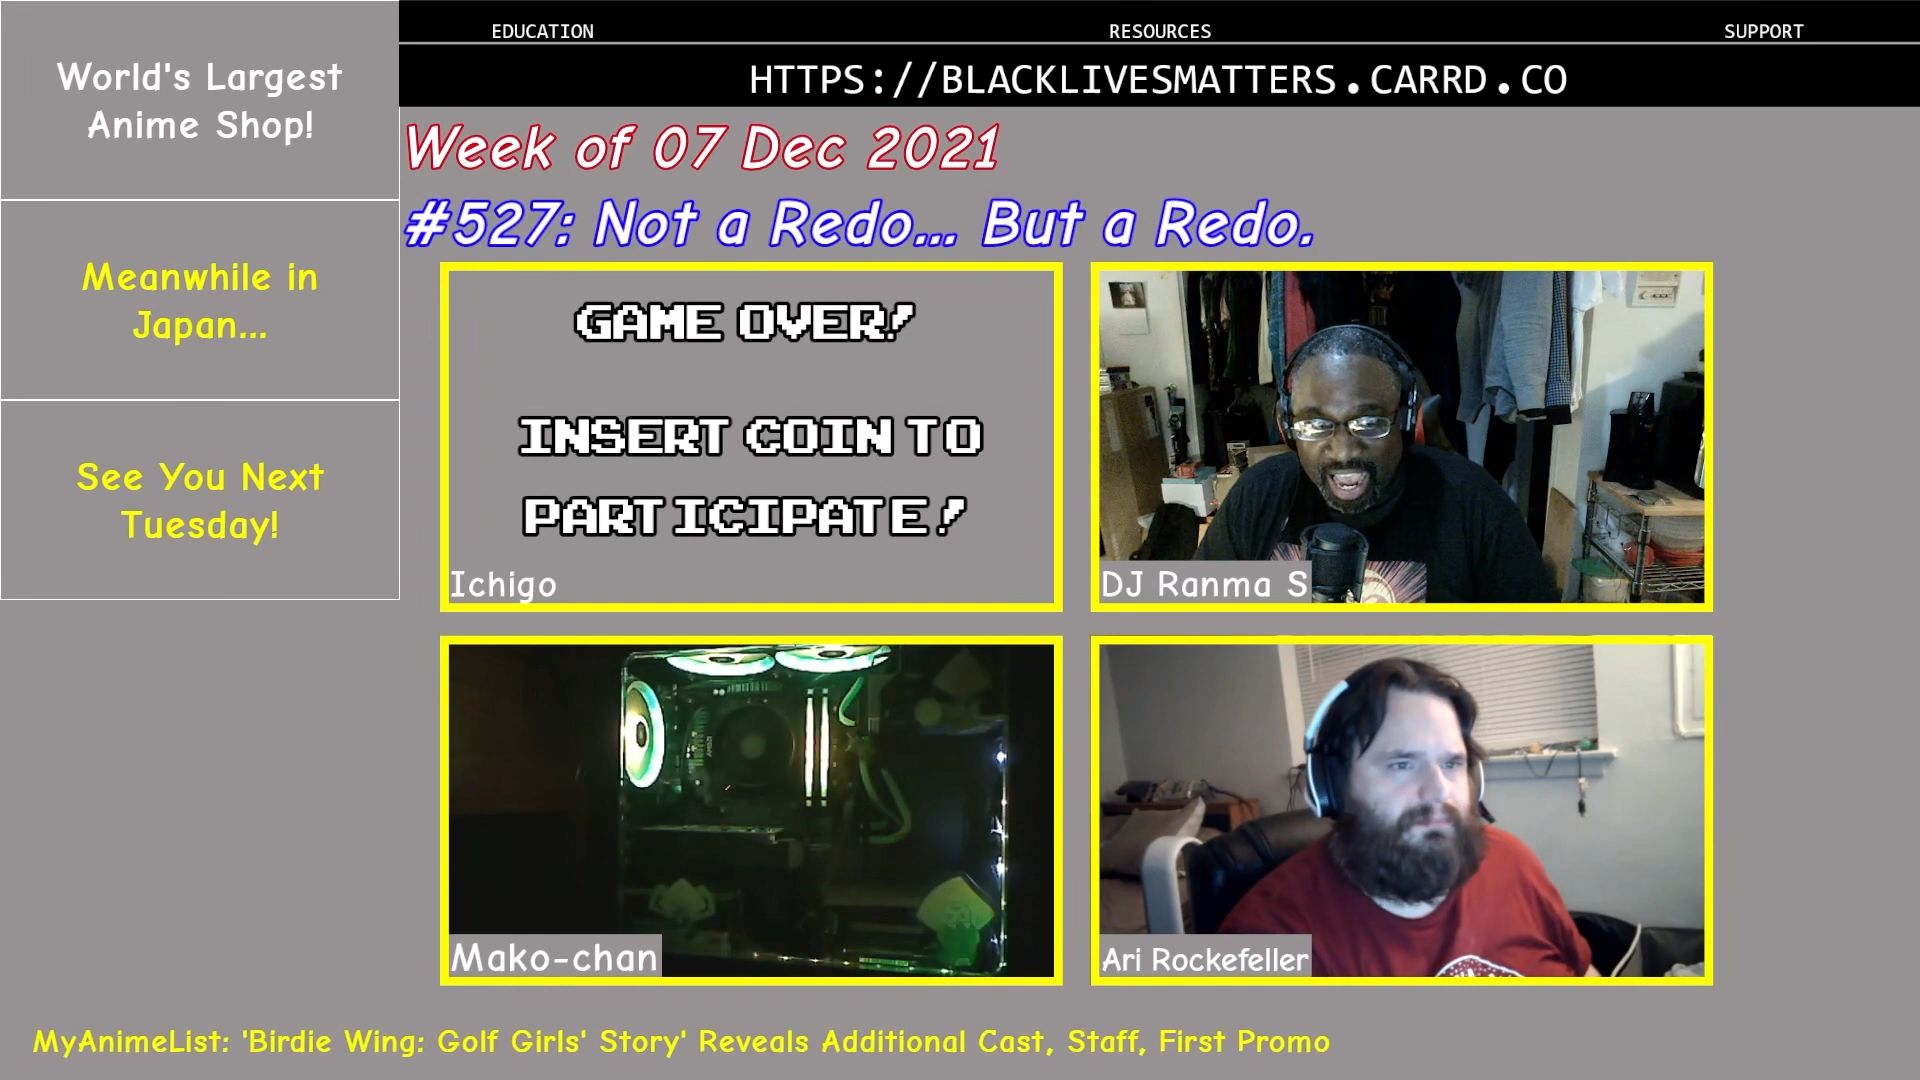 EDUCATION
RESOURCES
SUPPORT
HTTPS://BLACKLIVESMATTERS.CARRD.CO
World's Largest
Anime Shop!
Meanwhile in
Japan...
See You Next
Tuesday!
Week of 07 Dec 2021
#527: Not a Redo... But a Redo.
GAME OVER!
INSERT COIN TO
PARTICIPATE!
Ichigo
DJ Ranma S
Mako-chan
Ari Rockefeller
MyAnimeList: 'Birdie Wing: Golf Girls' Story' Reveals Additional Cast, Staff, First Promo